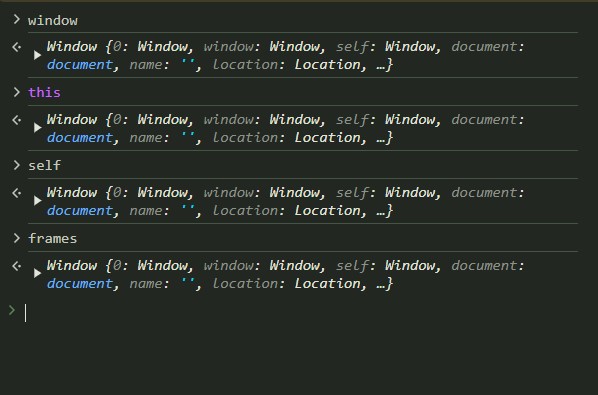 window
Window {0: Window, window: Window, self: Window, document:
document, name: '', location: Location, …}
this
Window {0: Window, window: Window, self: Window, document:
document, name: '', location: Location, …}
self
Window {0: Window, window: Window, self: Window, document:
document, name: '', location: Location, …}
frames
Window {0: Window, window: Window, self: Window, document:
document, name: '', location: Location, …}